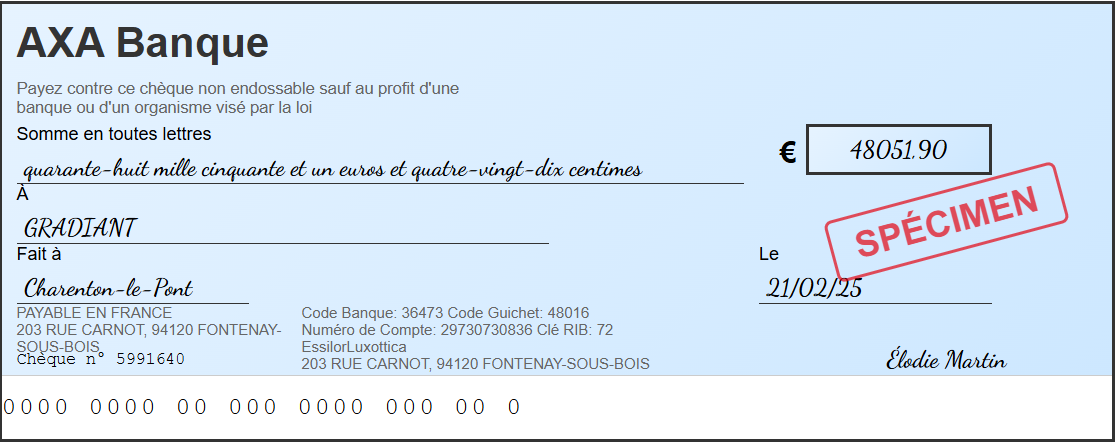 AXA Banque
Payez contre ce chèque non endossable sauf au profit d'une
banque ou d'un organisme visé par la loi
Somme en toutes lettres
€ 48051.90
quarante-huit mille cinquante et un euros et quatre-vingt-dix centimes
À
GRADIANT
SPÉCIMEN
Fait à
Le
Charenton-le-Pont
21/02/25
PAYABLE EN FRANCE
203 RUE CARNOT, 94120 FONTENAY-
SOUS-BOIS
Chèque n° 5991640
Code Banque: 36473 Code Guichet: 48016
Numéro de Compte: 29730730836 Clé RIB: 72
EssilorLuxottica
203 RUE CARNOT, 94120 FONTENAY-SOUS-BOIS
Élodie Martin
0000 0000 00 000 0000 000 00 0